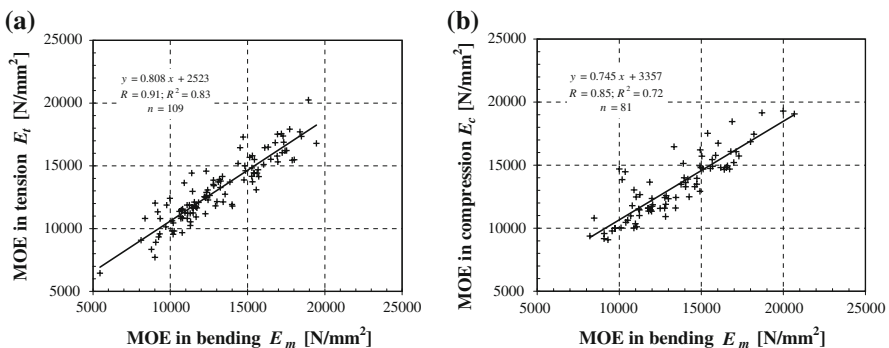 (a)
25000
20000
15000
10000
5000
MOE in tension E_t [N/mm²]
y = 0.808 x + 2523
R = 0.91; R² = 0.83
n = 109
5000 10000 15000 20000 25000
MOE in bending E_m [N/mm²]
(b)
25000
20000
15000
10000
5000
MOE in compression E_c [N/mm²]
y = 0.745 x + 3357
R = 0.85; R² = 0.72
n = 81
5000 10000 15000 20000 25000
MOE in bending E_m [N/mm²]